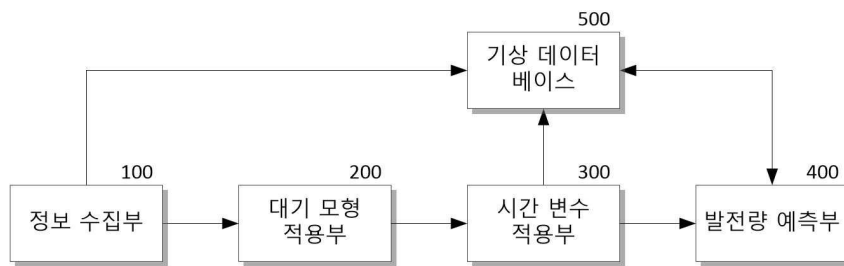 500
기상 데이터
베이스
100
정보 수집부
200
대기 모형
적용부
300
시간 변수
적용부
400
발전량 예측부